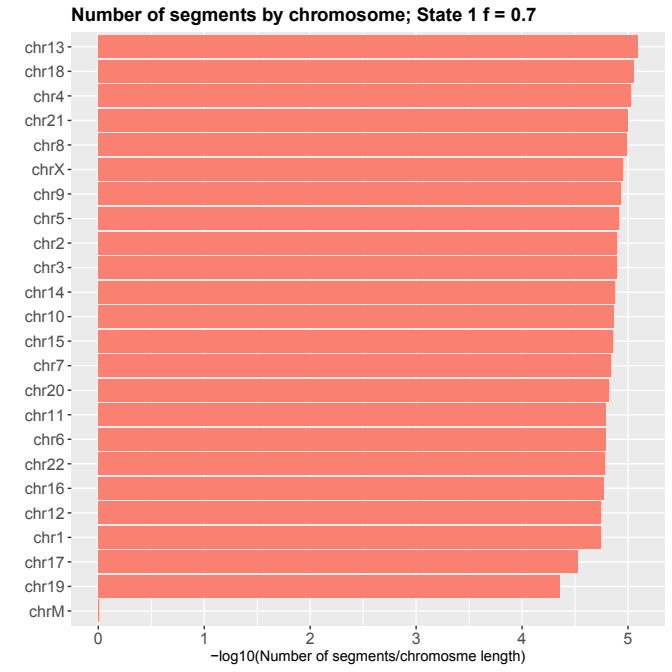 Number of segments by chromosome; State 1 f = 0.7
chr13
chr18
chr4
chr21
chr8
chrX
chr9
chr5
chr2
chr3
chr14
chr10
chr15
chr7
chr20
chr11
chr6
chr22
chr16
chr12
chr1
chr17
chr19
chrM
0 1 2 3 4 5
−log10(Number of segments/chromosme length)